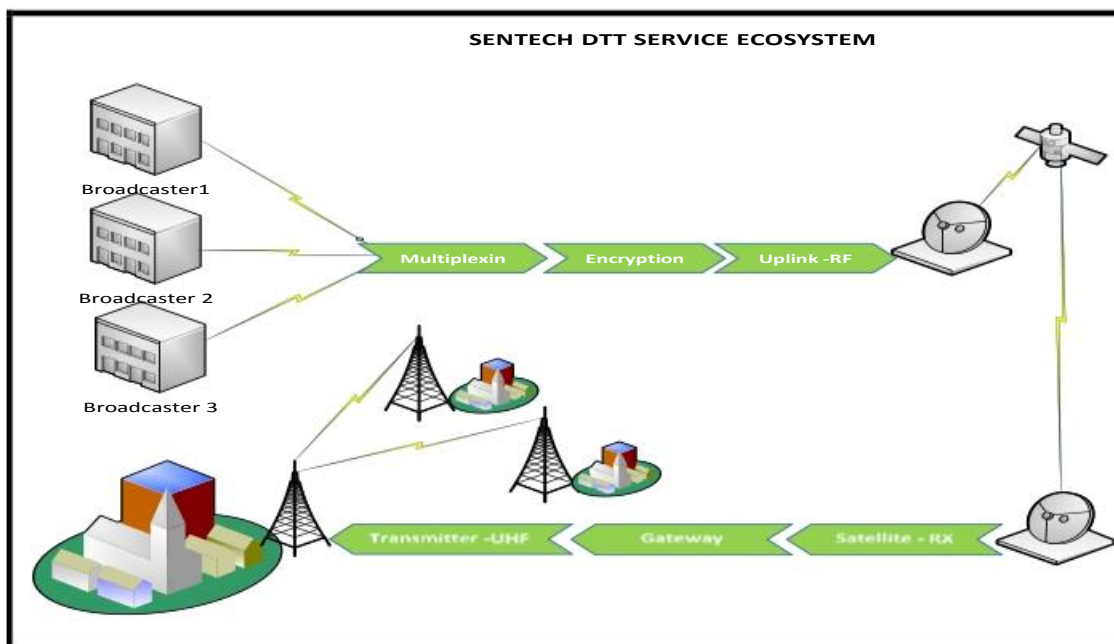 SENTECH DTT SERVICE ECOSYSTEM
Broadcaster1
Broadcaster 2
Broadcaster 3
Multiplexin
Encryption
Uplink -RF
Transmitter -UHF
Gateway
Satellite - RX